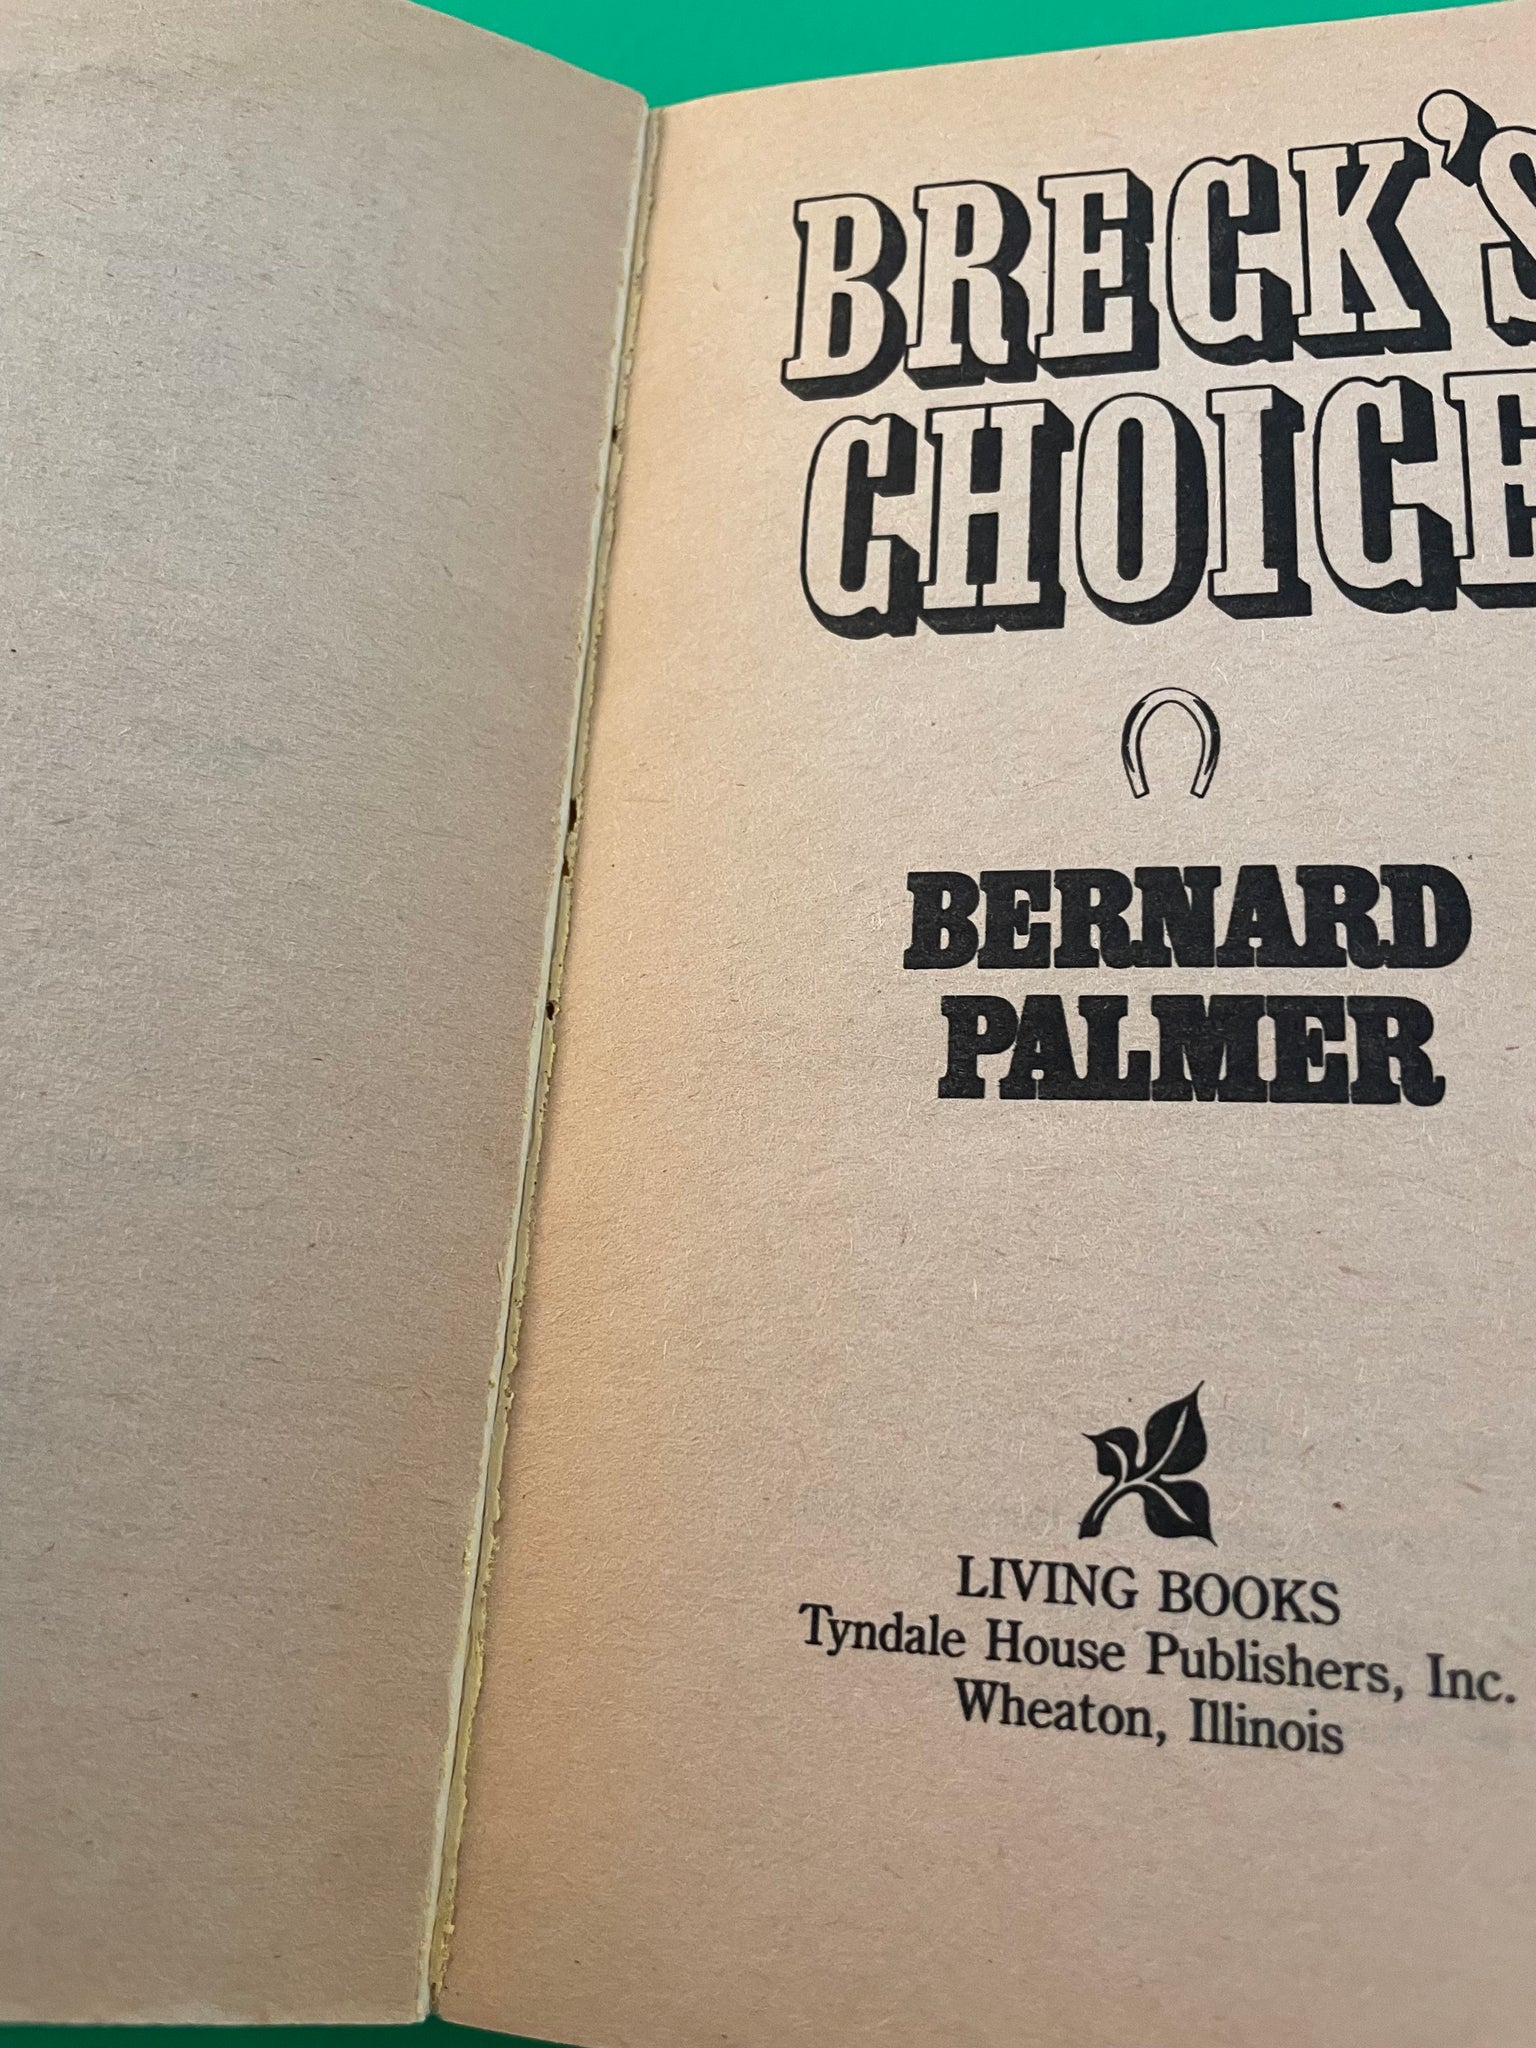 BRECK'S
CHOICE
BERNARD
PALMER
LIVING BOOKS
Tyndale House Publishers, Inc.
Wheaton, Illinois